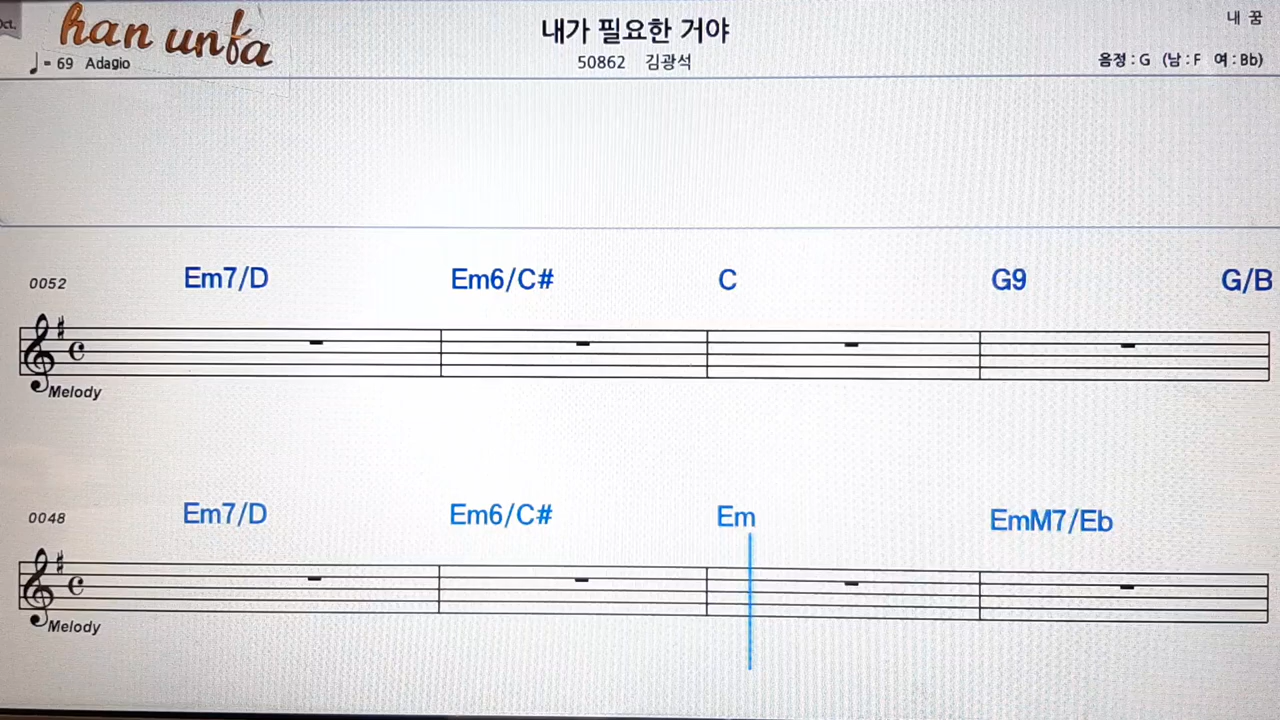 Oct.
han unfa
내가 필요한 거야
내 꿈
♩= 69 Adagio
50862 김광석
음정 : G (남 : F 여 : Bb)
0052 Em7/D Em6/C# C G9 G/B
Melody
0048 Em7/D Em6/C# Em EmM7/Eb
Melody